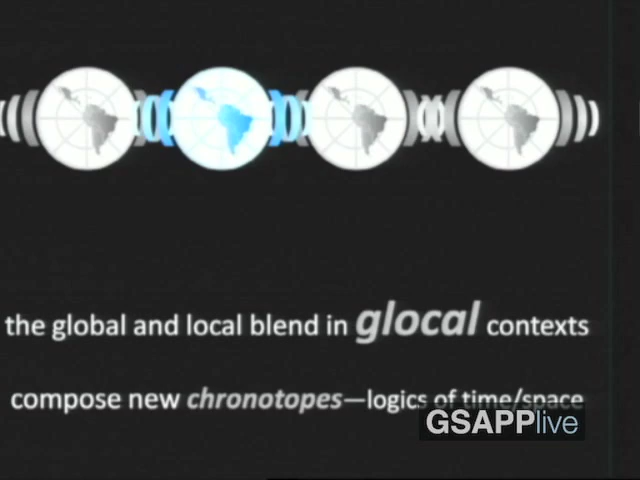 the global and local blend in glocal contexts
compose new chronotopes—logics of time/space
GSAPPlive